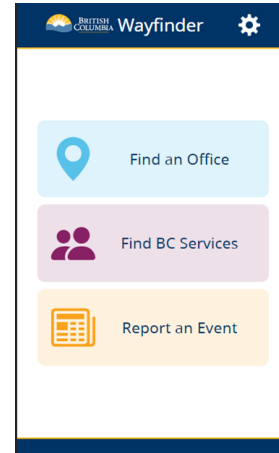 BRITISH
COLUMBIA
Wayfinder
Find an Office
Find BC Services
Report an Event